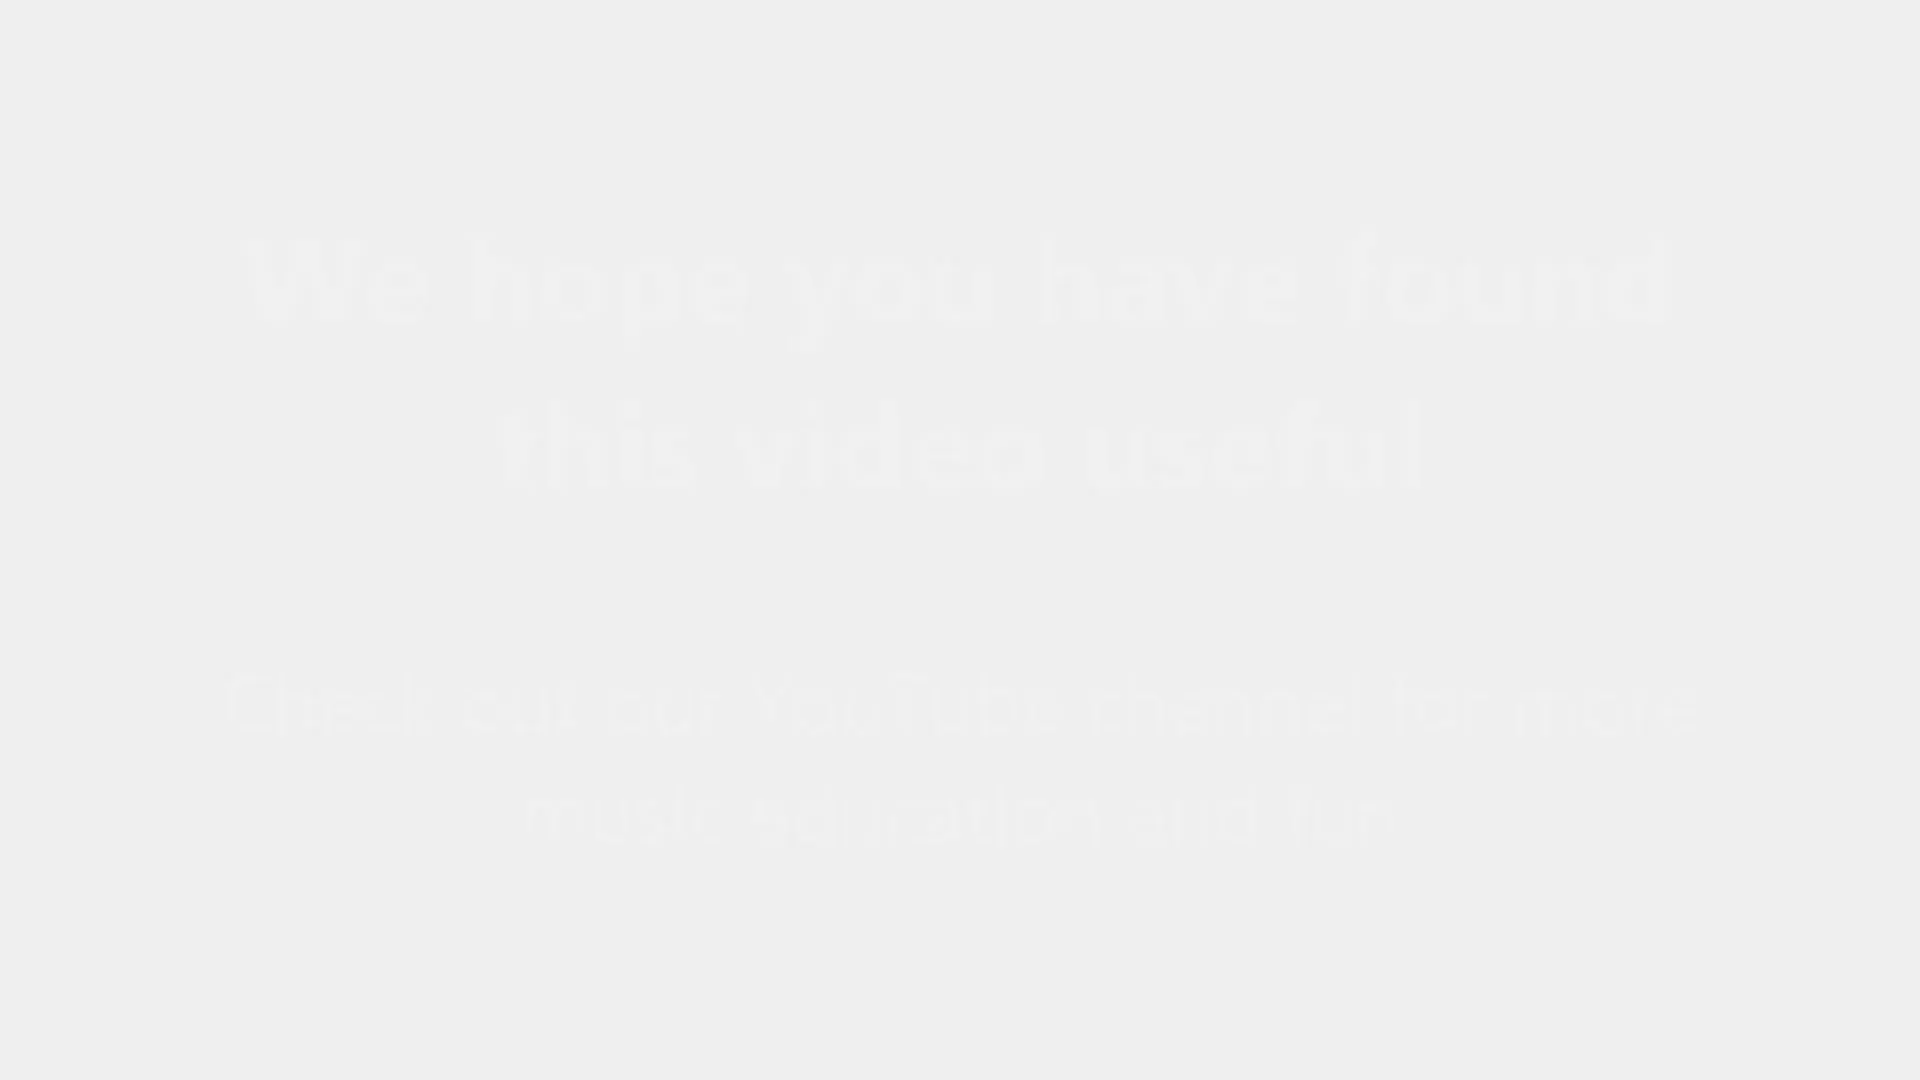 We hope you have found
this video useful
Check out our YouTube channel for more
music education and fun